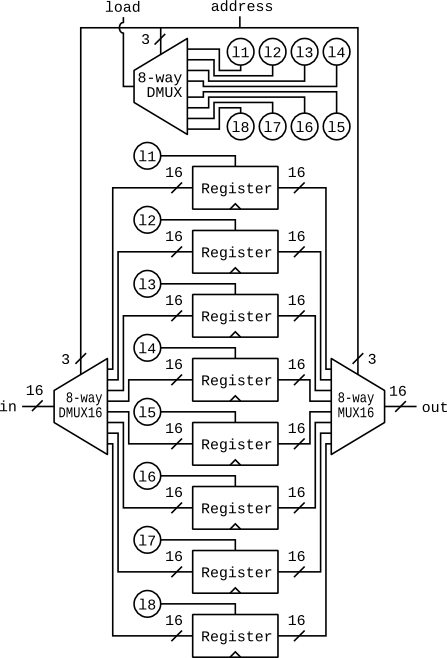 load
address
3
8-way
DMUX
l1
l2
l3
l4
l8
l7
l6
l5
l1
16
Register
16
l2
16
Register
16
l3
16
Register
16
3
3
l4
16
Register
16
in
16
8-way
DMUX16
l5
16
Register
16
8-way
MUX16
16
out
l6
16
Register
16
l7
16
Register
16
l8
16
Register
16